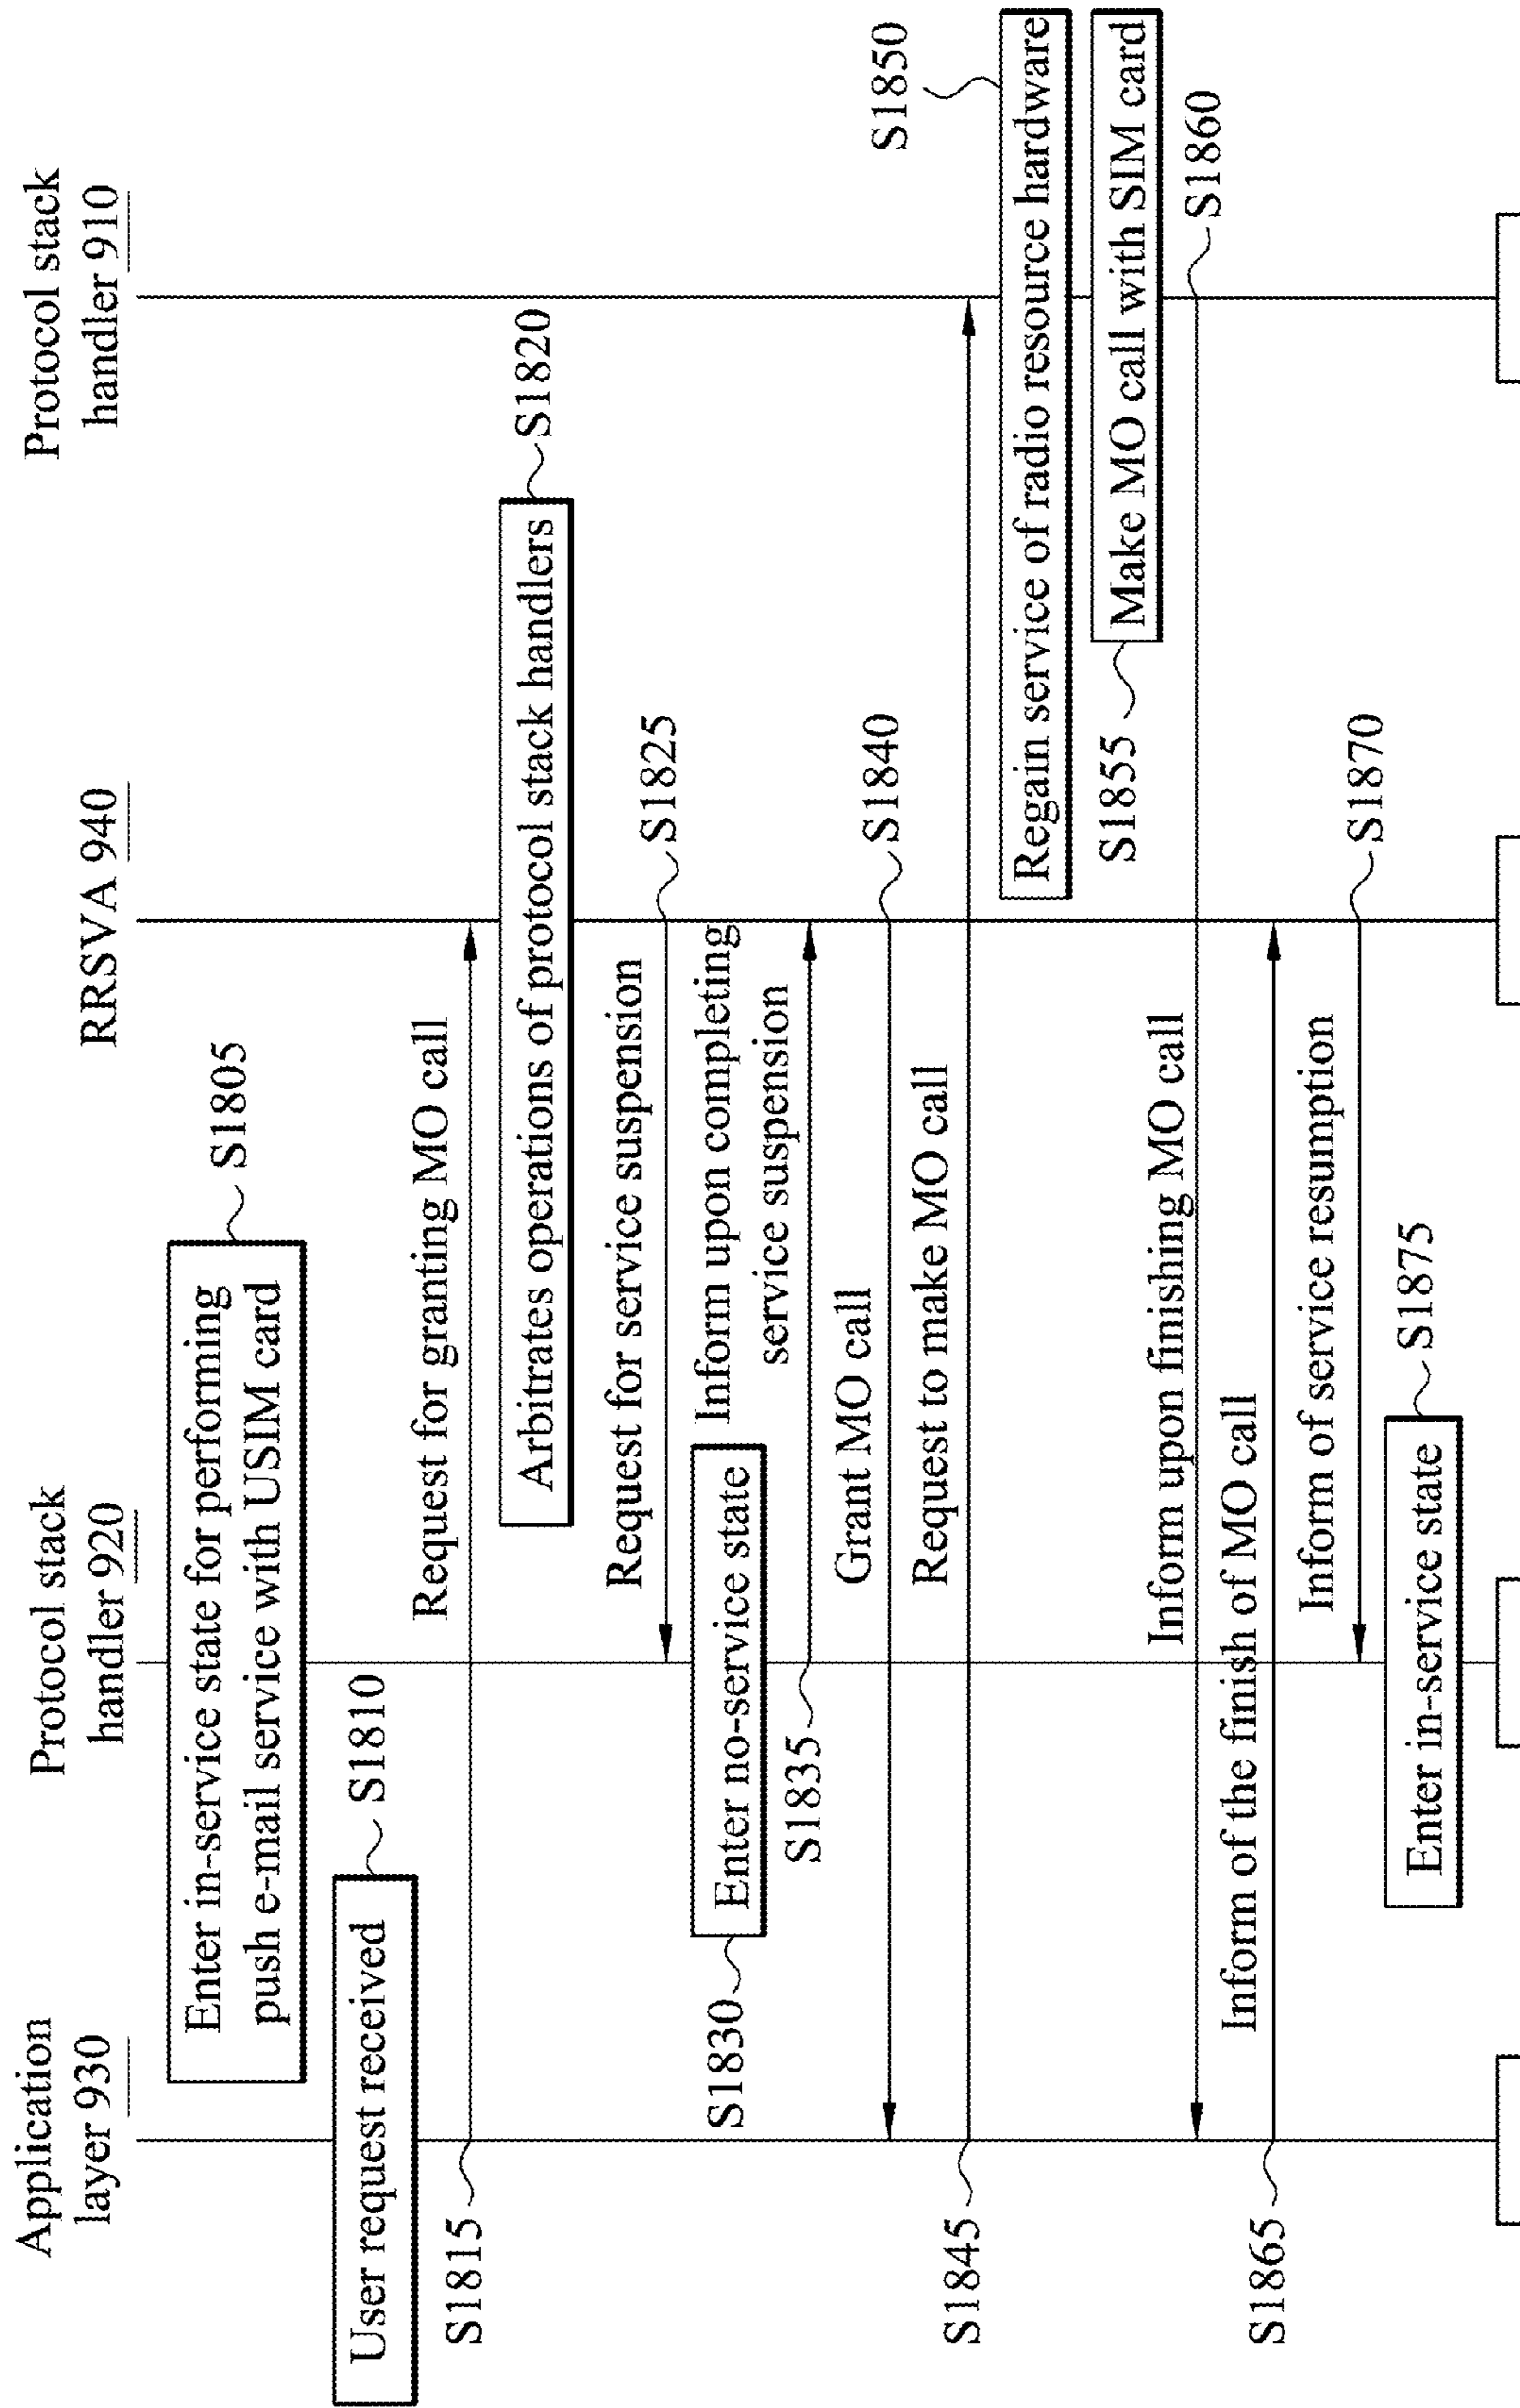 Application
layer 930
Protocol stack
handler 920
RRSVA 940
Protocol stack
handler 910
Enter in-service state for performing
push e-mail service with USIM card
S1805
User request received
S1810
Request for granting MO call
S1815
Arbitrates operations of protocol stack handlers
S1820
Request for service suspension
S1825
S1830
Enter no-service state
Inform upon completing
service suspension
S1835
Grant MO call
S1840
Request to make MO call
S1845
S1850
Regain service of radio resource hardware
S1855
Make MO call with SIM card
Inform upon finishing MO call
S1860
Inform of the finish of MO call
S1865
Inform of service resumption
S1870
Enter in-service state
S1875